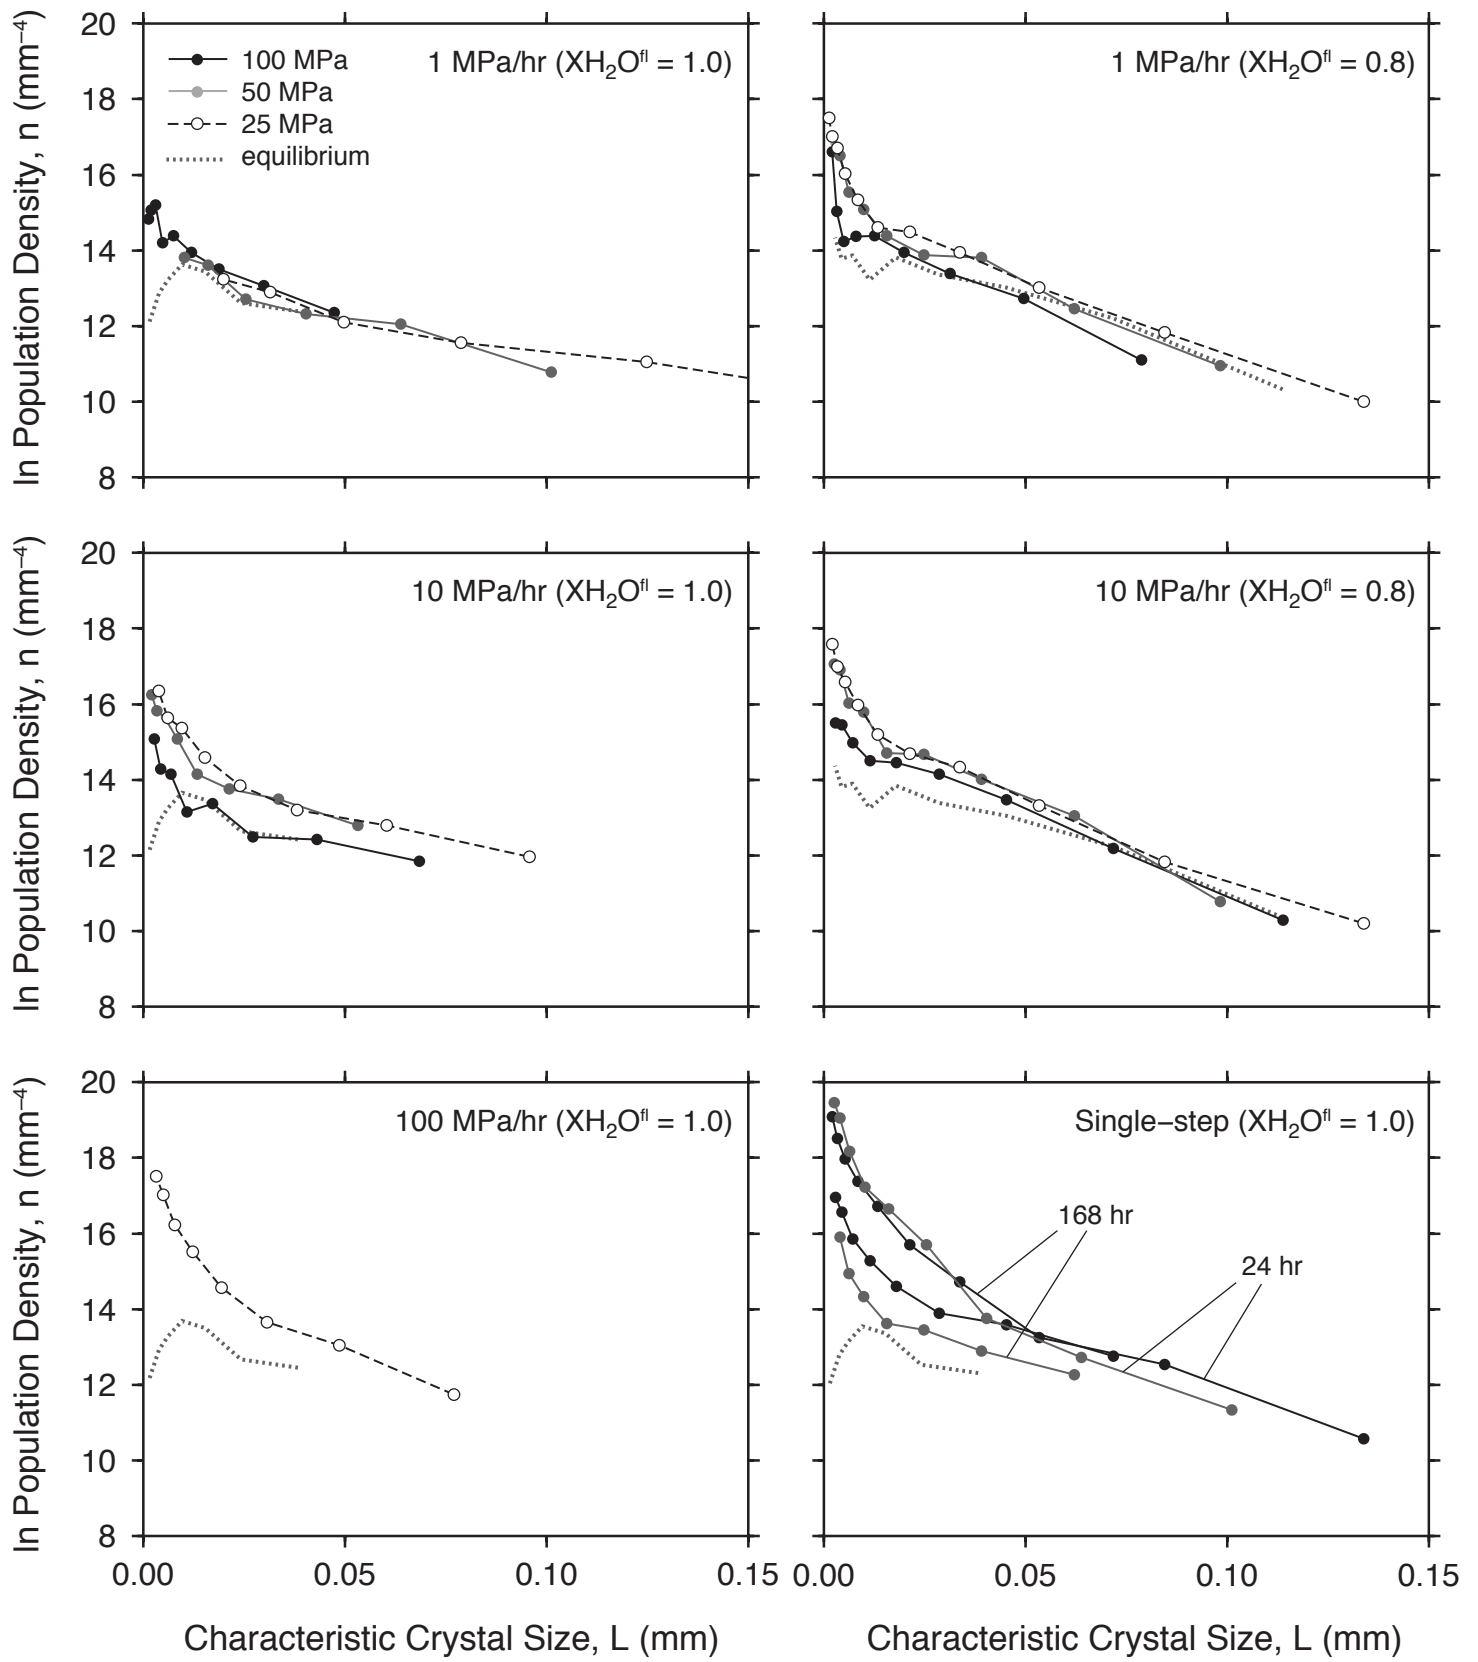 ln Population Density, n (mm⁻⁴)
20
18
16
14
12
10
8
100 MPa
50 MPa
25 MPa
equilibrium
1 MPa/hr (XH₂Oᶠˡ = 1.0)
1 MPa/hr (XH₂Oᶠˡ = 0.8)
ln Population Density, n (mm⁻⁴)
20
18
16
14
12
10
8
10 MPa/hr (XH₂Oᶠˡ = 1.0)
10 MPa/hr (XH₂Oᶠˡ = 0.8)
ln Population Density, n (mm⁻⁴)
20
18
16
14
12
10
8
100 MPa/hr (XH₂Oᶠˡ = 1.0)
Single–step (XH₂Oᶠˡ = 1.0)
168 hr
24 hr
0.00 0.05 0.10 0.15
0.00 0.05 0.10 0.15
Characteristic Crystal Size, L (mm)
Characteristic Crystal Size, L (mm)